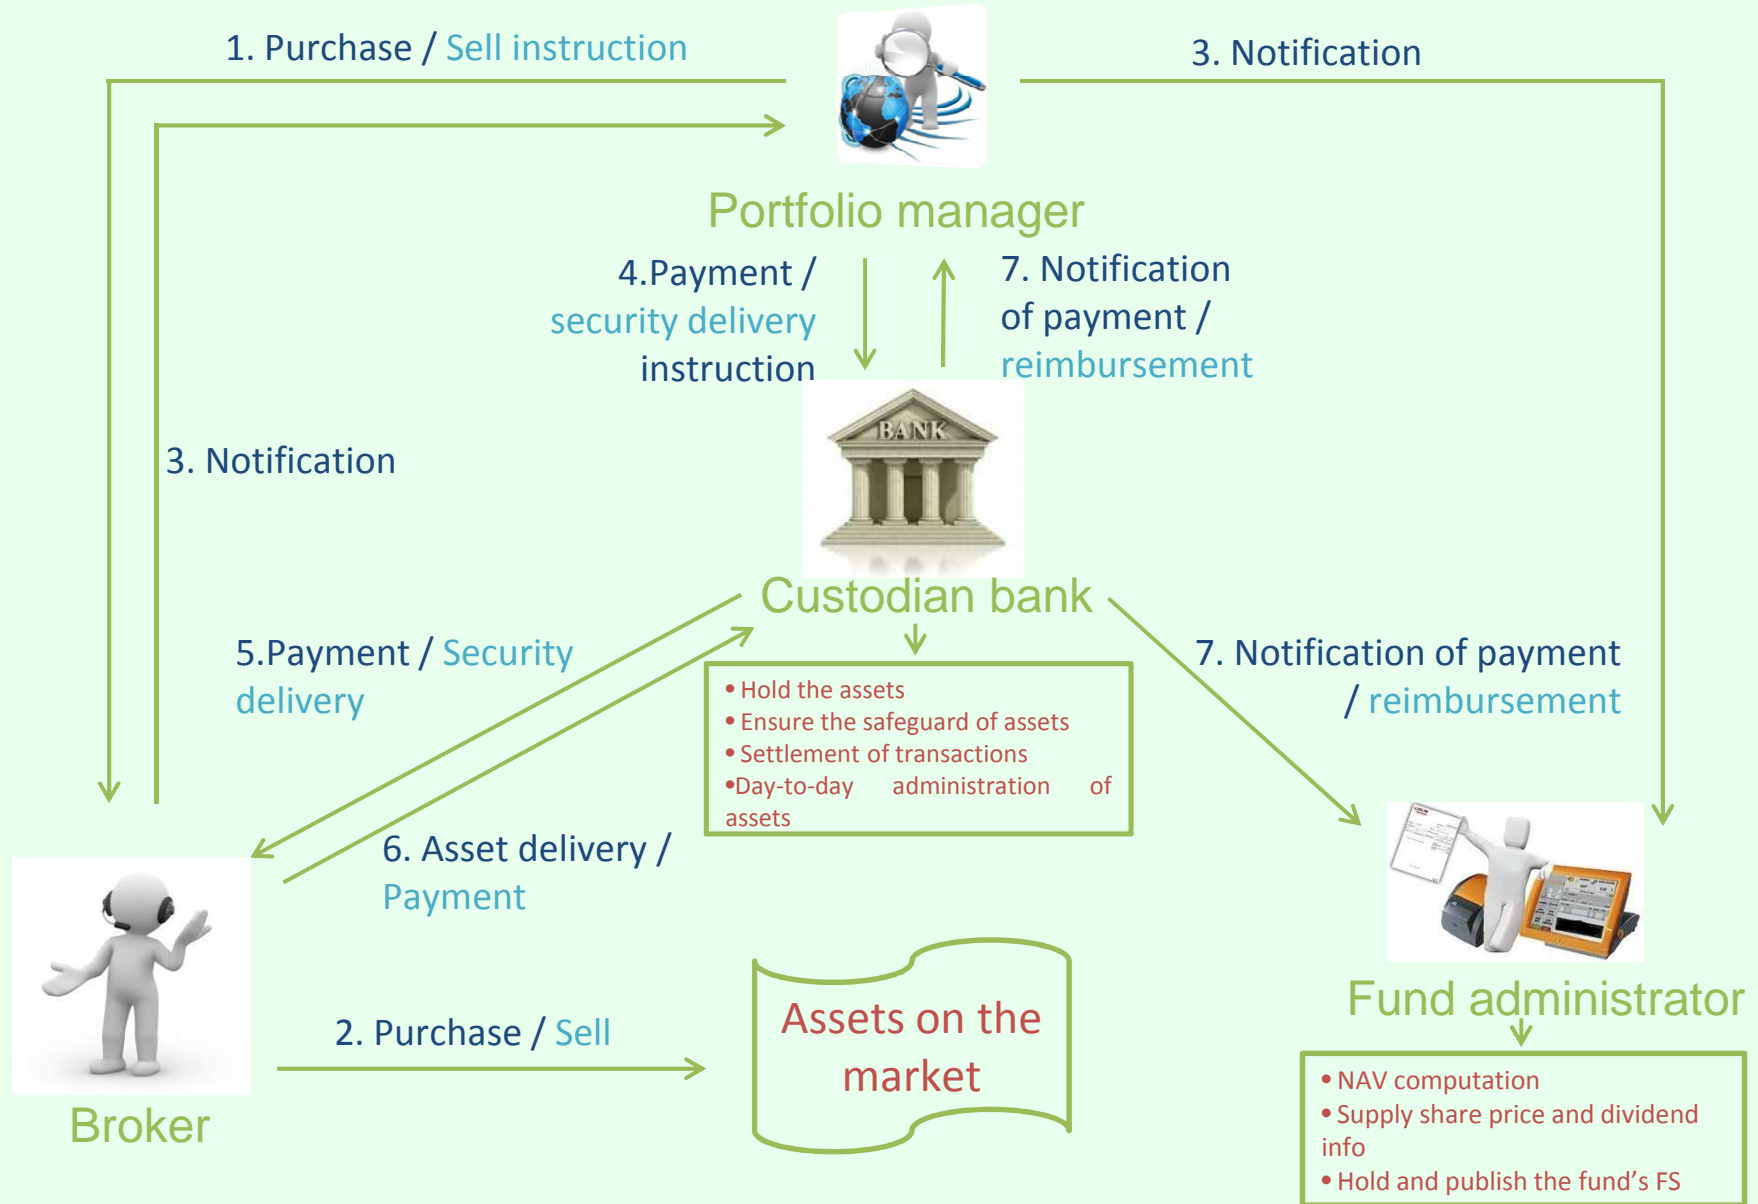 1. Purchase / Sell instruction
3. Notification
Portfolio manager
4.Payment /
security delivery
instruction
7. Notification
of payment /
reimbursement
BANK
3. Notification
Custodian bank
5.Payment / Security
delivery
7. Notification of payment
/ reimbursement
• Hold the assets
• Ensure the safeguard of assets
• Settlement of transactions
•Day-to-day administration of
assets
6. Asset delivery /
Payment
Fund administrator
Assets on the
market
2. Purchase / Sell
Broker
• NAV computation
• Supply share price and dividend
info
• Hold and publish the fund's FS